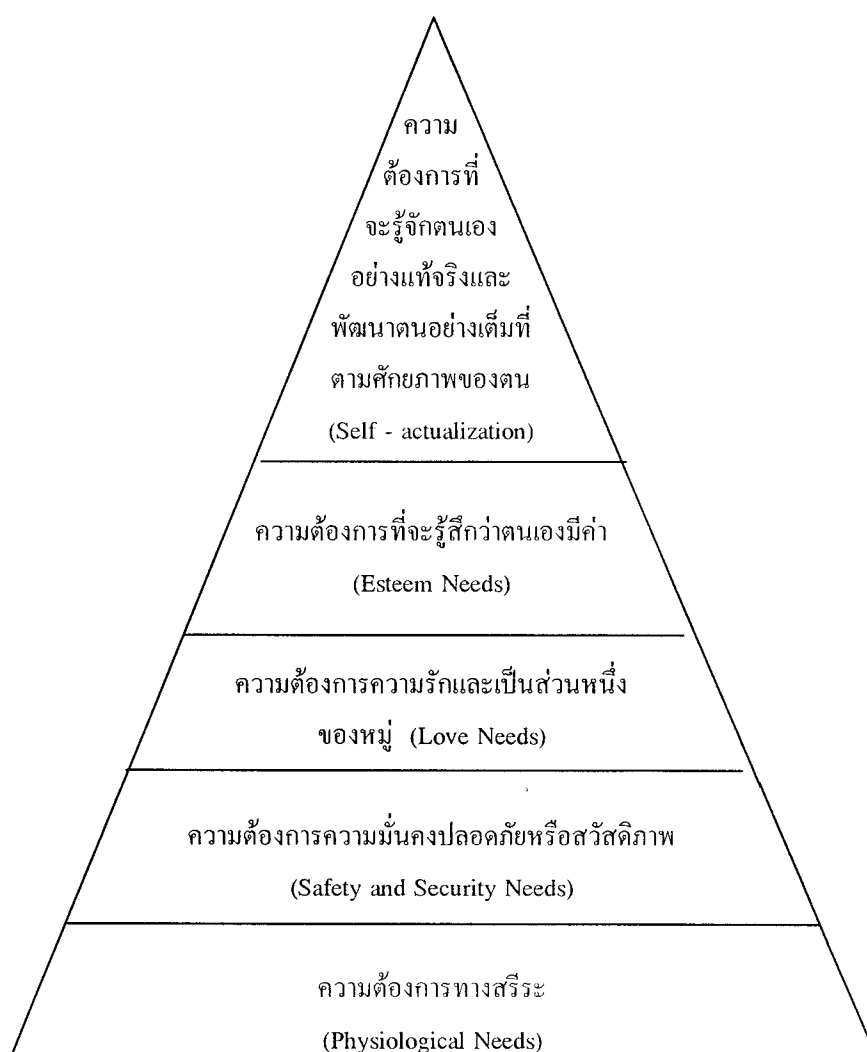 ความ
ต้องการที่
จะรู้จักตนเอง
อย่างแท้จริงและ
พัฒนาตนอย่างเต็มที่
ตามศักยภาพของตน
(Self - actualization)
ความต้องการที่จะรู้สึกว่าตนเองมีค่า
(Esteem Needs)
ความต้องการความรักและเป็นส่วนหนึ่ง
ของหมู่ (Love Needs)
ความต้องการความมั่นคงปลอดภัยหรือสวัสดิภาพ
(Safety and Security Needs)
ความต้องการทางสรีระ
(Physiological Needs)